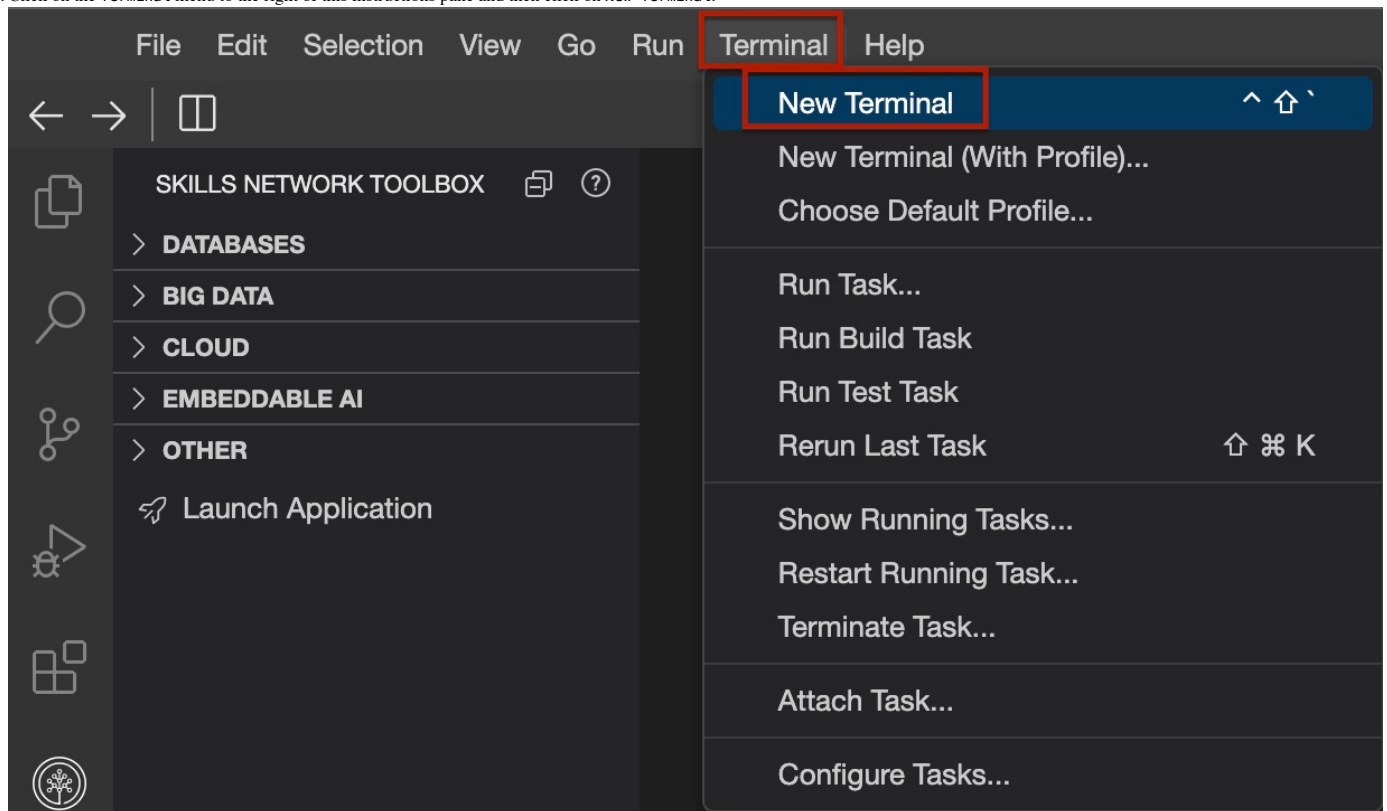 File Edit Selection View Go Run Terminal Help
New Terminal ^ ⇧ `
SKILLS NETWORK TOOLBOX
New Terminal (With Profile)...
Choose Default Profile...
DATABASES
BIG DATA
CLOUD
EMBEDDABLE AI
OTHER
Launch Application
Run Task...
Run Build Task
Run Test Task
Rerun Last Task ⇧ ⌘ K
Show Running Tasks...
Restart Running Task...
Terminate Task...
Attach Task...
Configure Tasks...